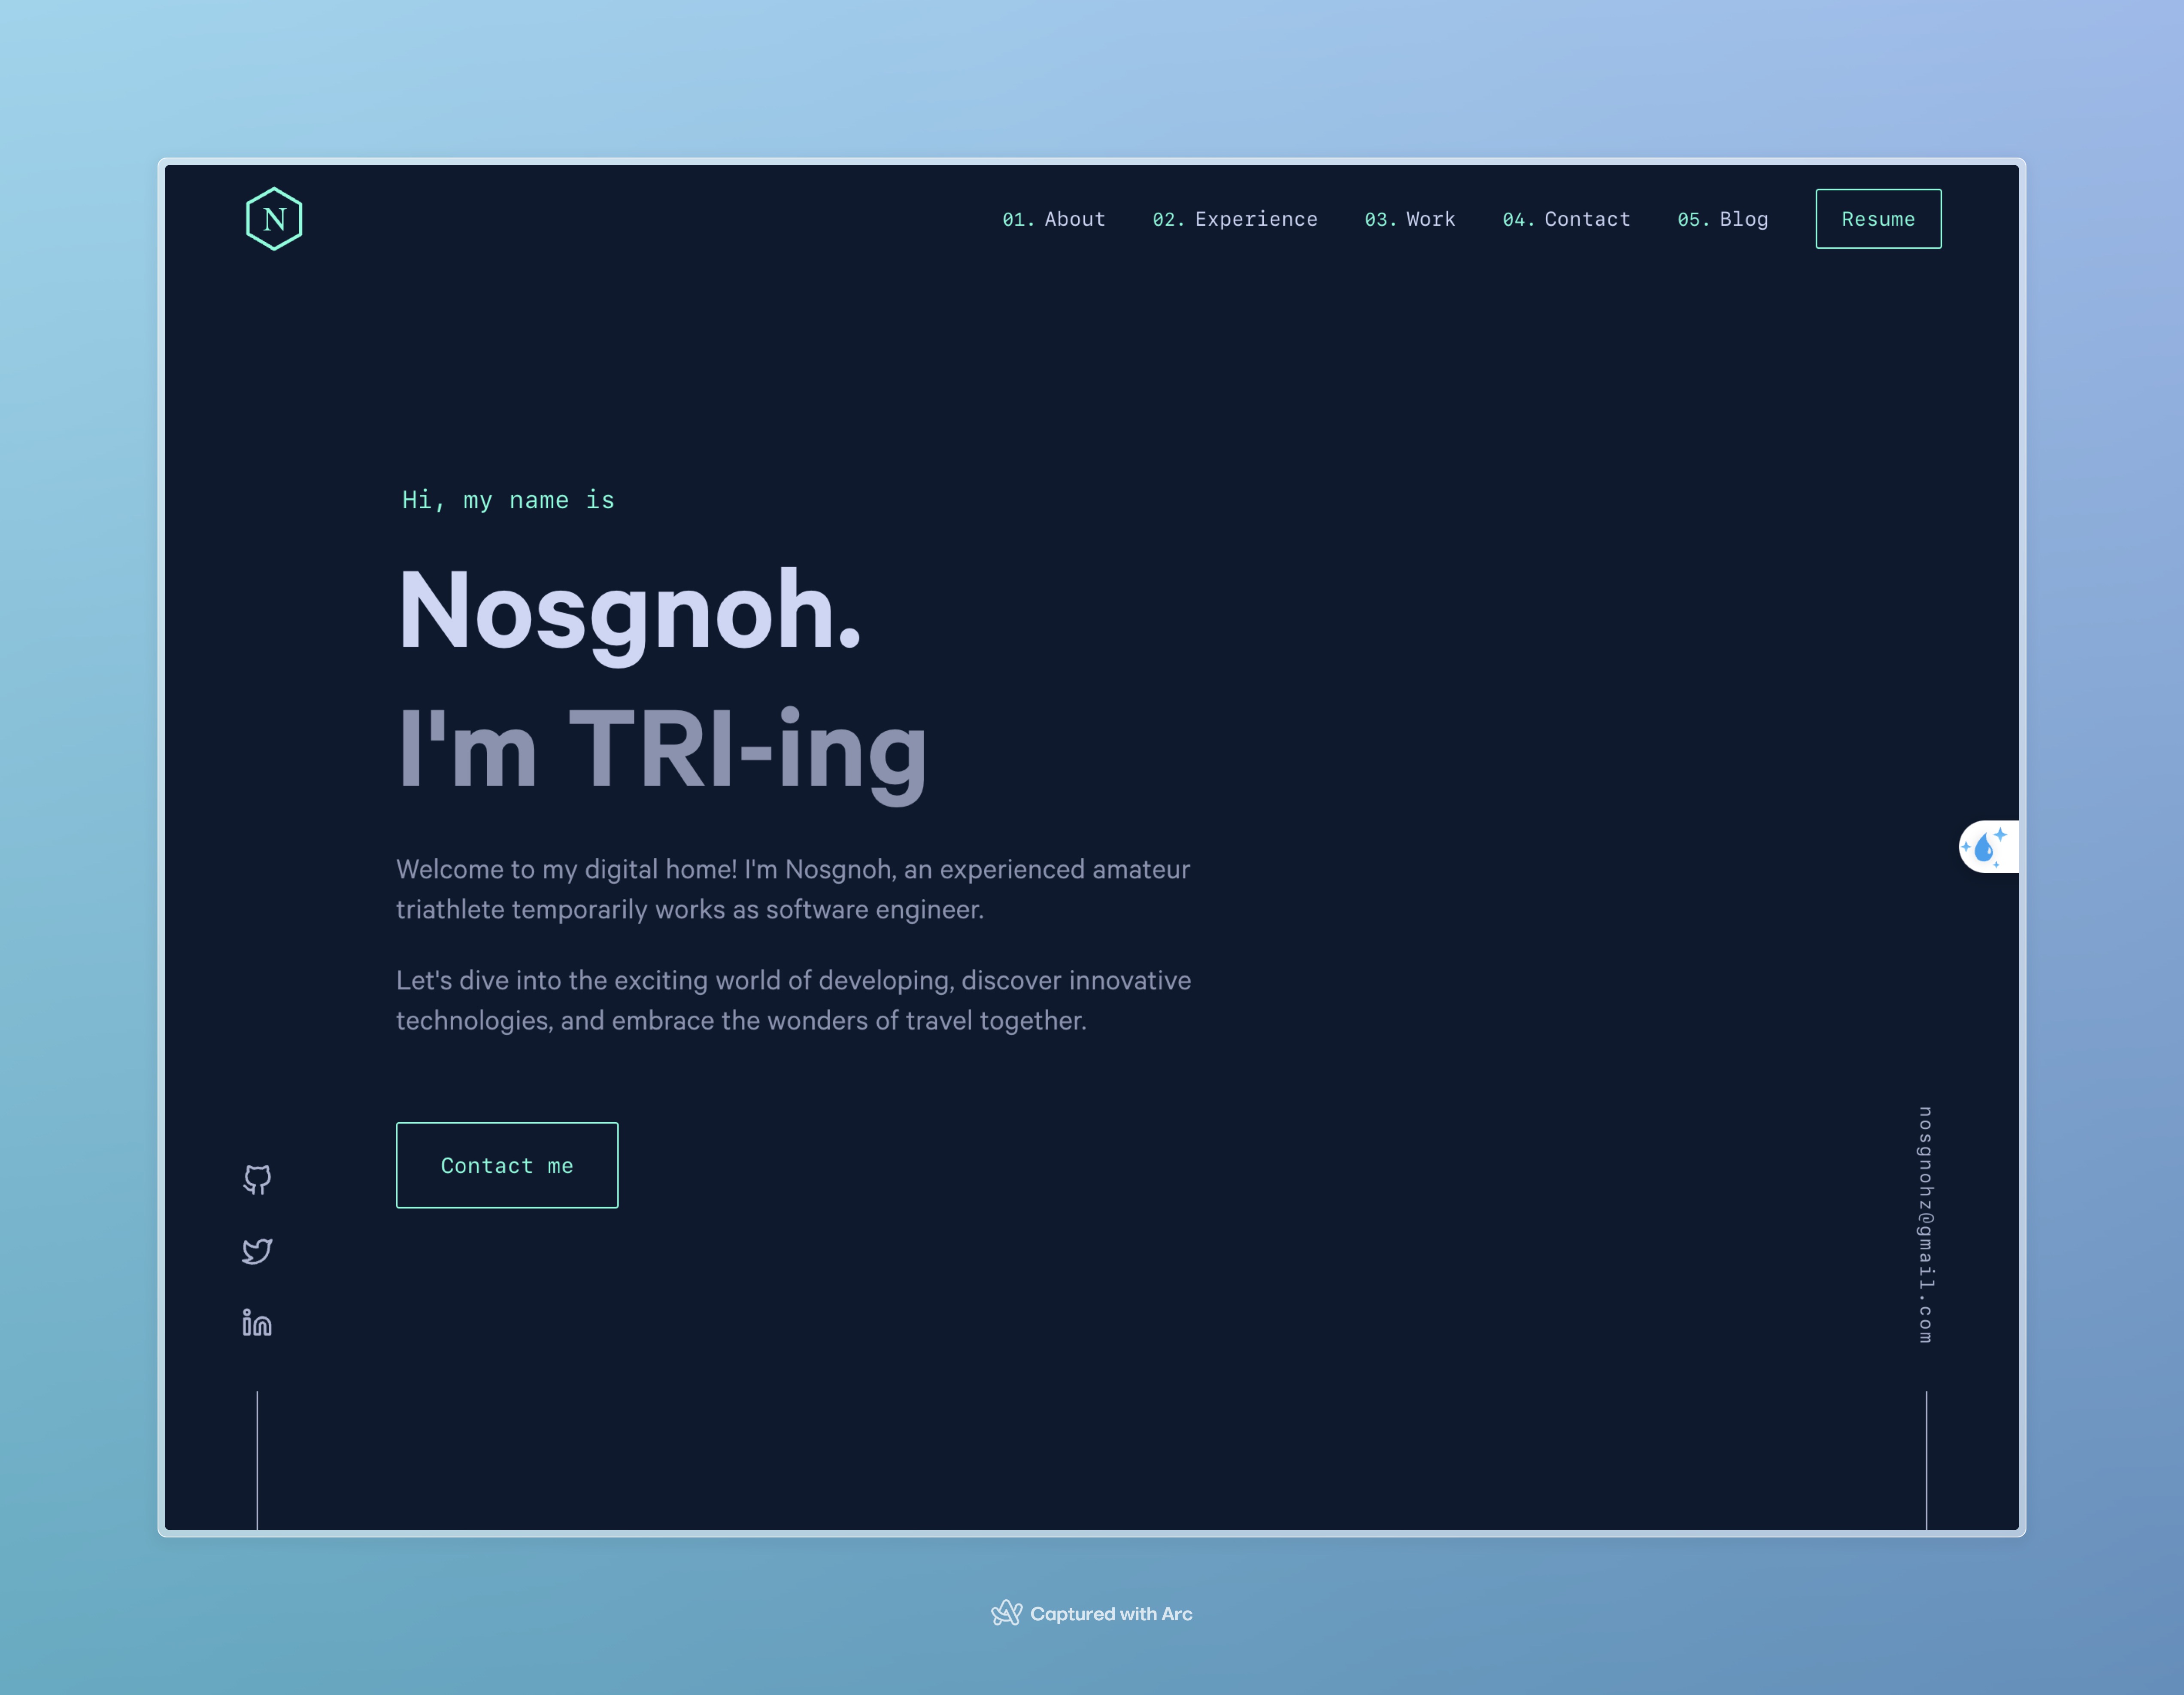 N
01. About 02. Experience 03. Work 04. Contact 05. Blog Resume
Hi, my name is
Nosgnoh.
I'm TRI-ing
Welcome to my digital home! I'm Nosgnoh, an experienced amateur
triathlete temporarily works as software engineer.
Let's dive into the exciting world of developing, discover innovative
technologies, and embrace the wonders of travel together.
Contact me
in
nosgnohz@gmail.com
Captured with Arc